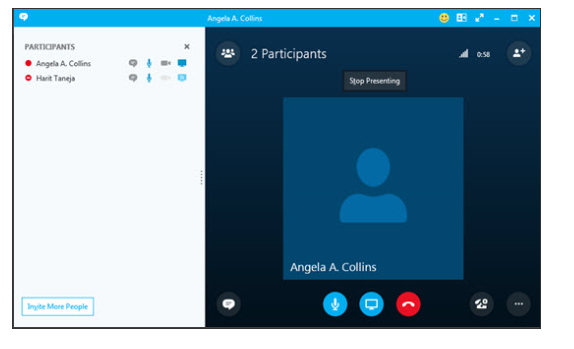 Angela A. Collins
PARTICIPANTS
Angela A. Collins
Harit Taneja
Invite More People
2 Participants
0:58
Stop Presenting
Angela A. Collins